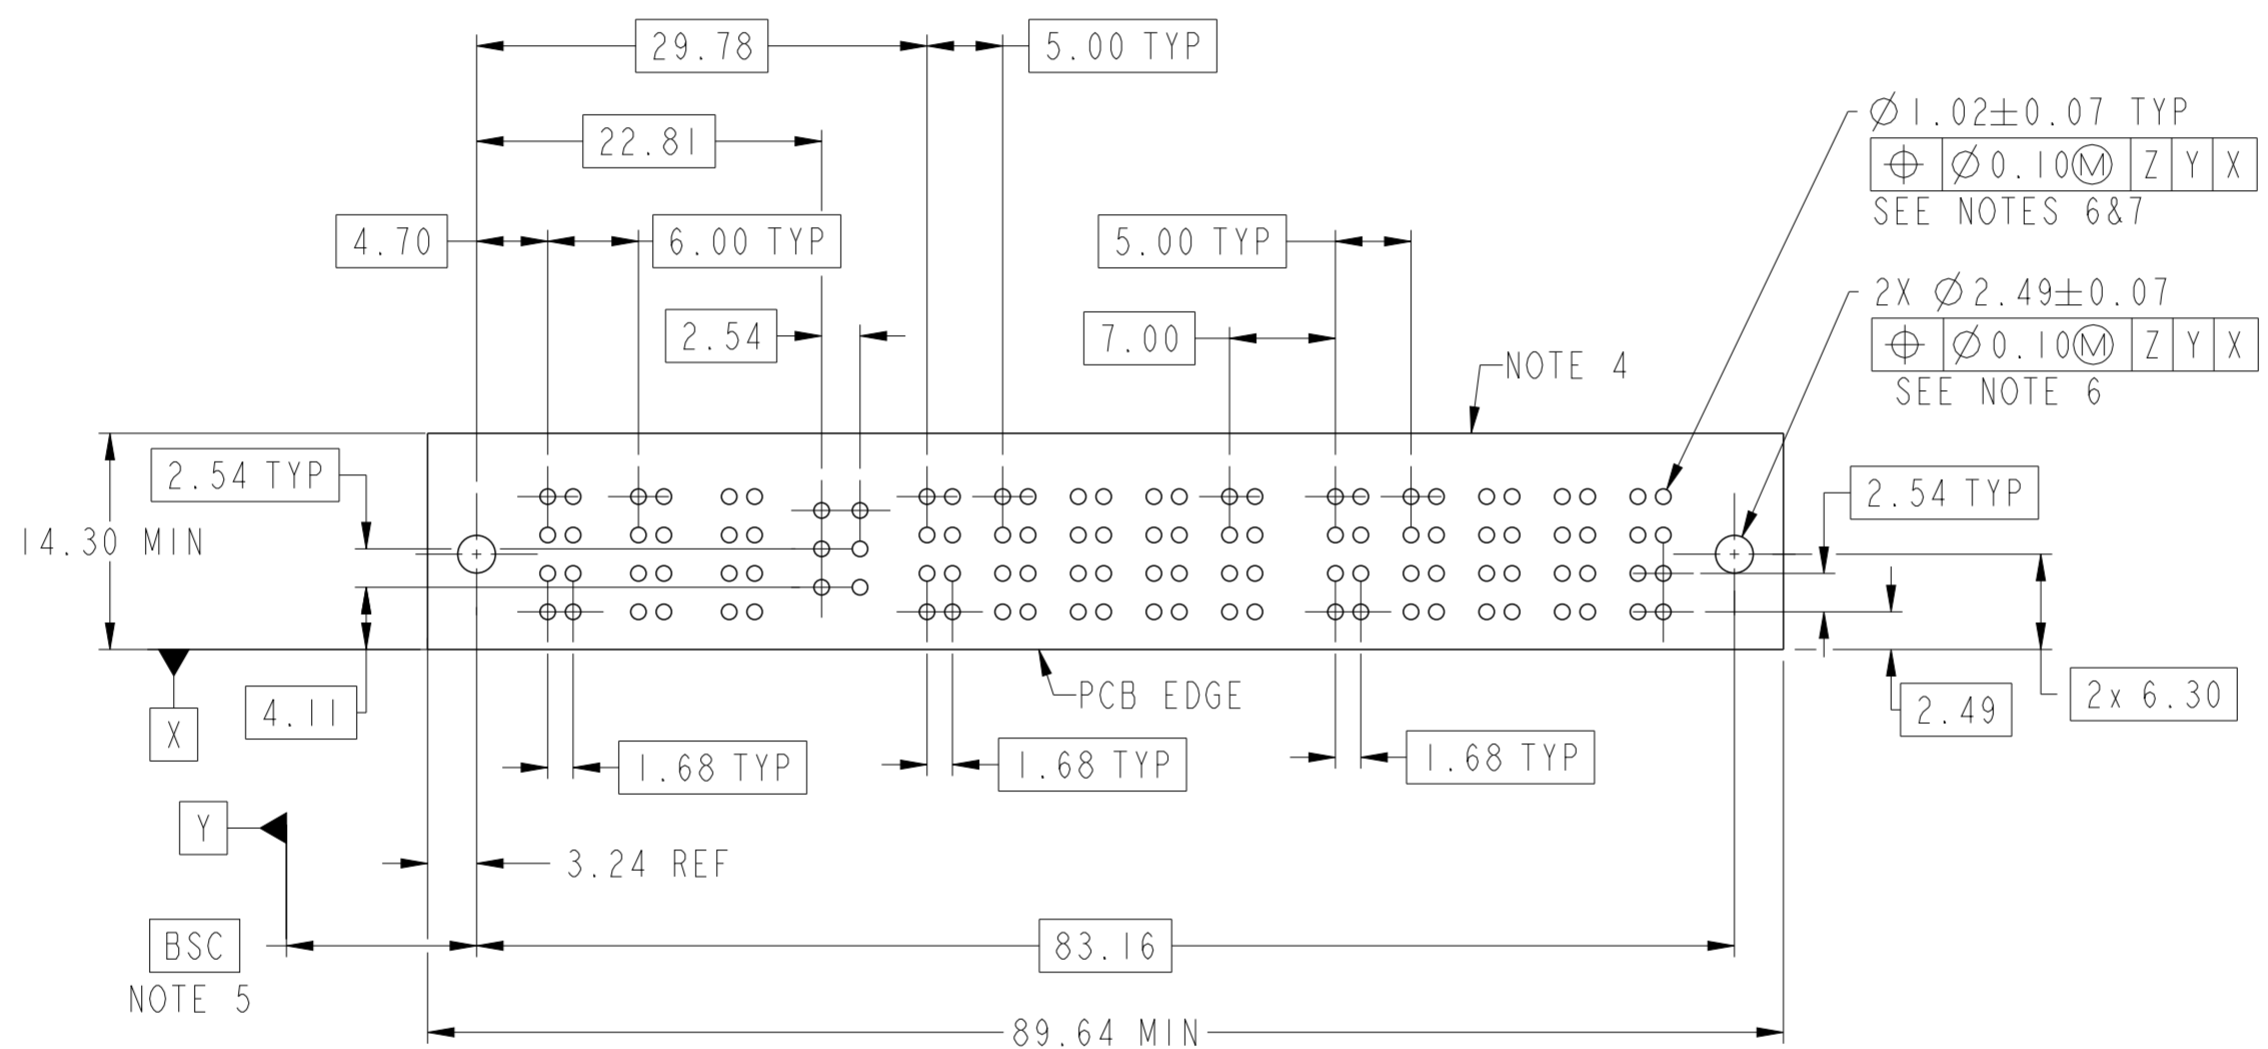 29.78
5.00 TYP
22.81
Ø1.02±0.07 TYP
⌖ Ø0.10Ⓜ Z Y X
SEE NOTES 6&7
4.70
6.00 TYP
5.00 TYP
2X Ø2.49±0.07
⌖ Ø0.10Ⓜ Z Y X
SEE NOTE 6
2.54
7.00
NOTE 4
2.54 TYP
2.54 TYP
14.30 MIN
4.11
X
PCB EDGE
2.49
2x 6.30
1.68 TYP
1.68 TYP
1.68 TYP
Y
3.24 REF
BSC
NOTE 5
83.16
89.64 MIN